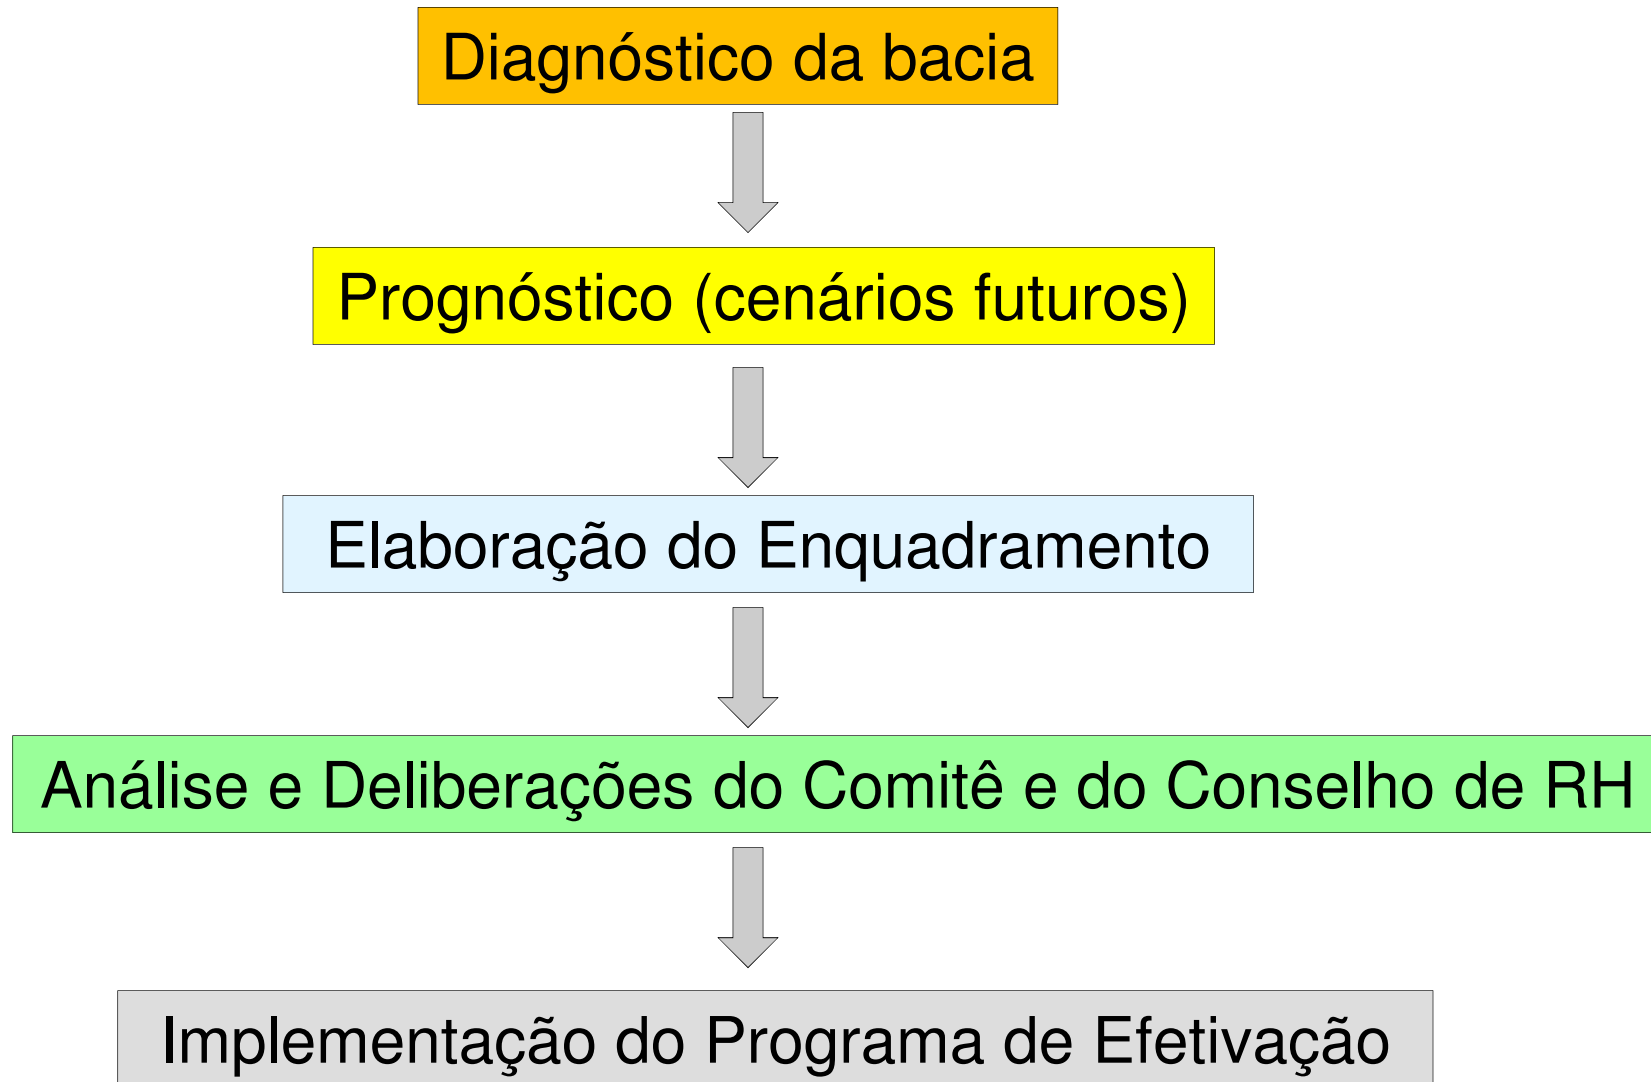 Diagnóstico da bacia
Prognóstico (cenários futuros)
Elaboração do Enquadramento
Análise e Deliberações do Comitê e do Conselho de RH
Implementação do Programa de Efetivação